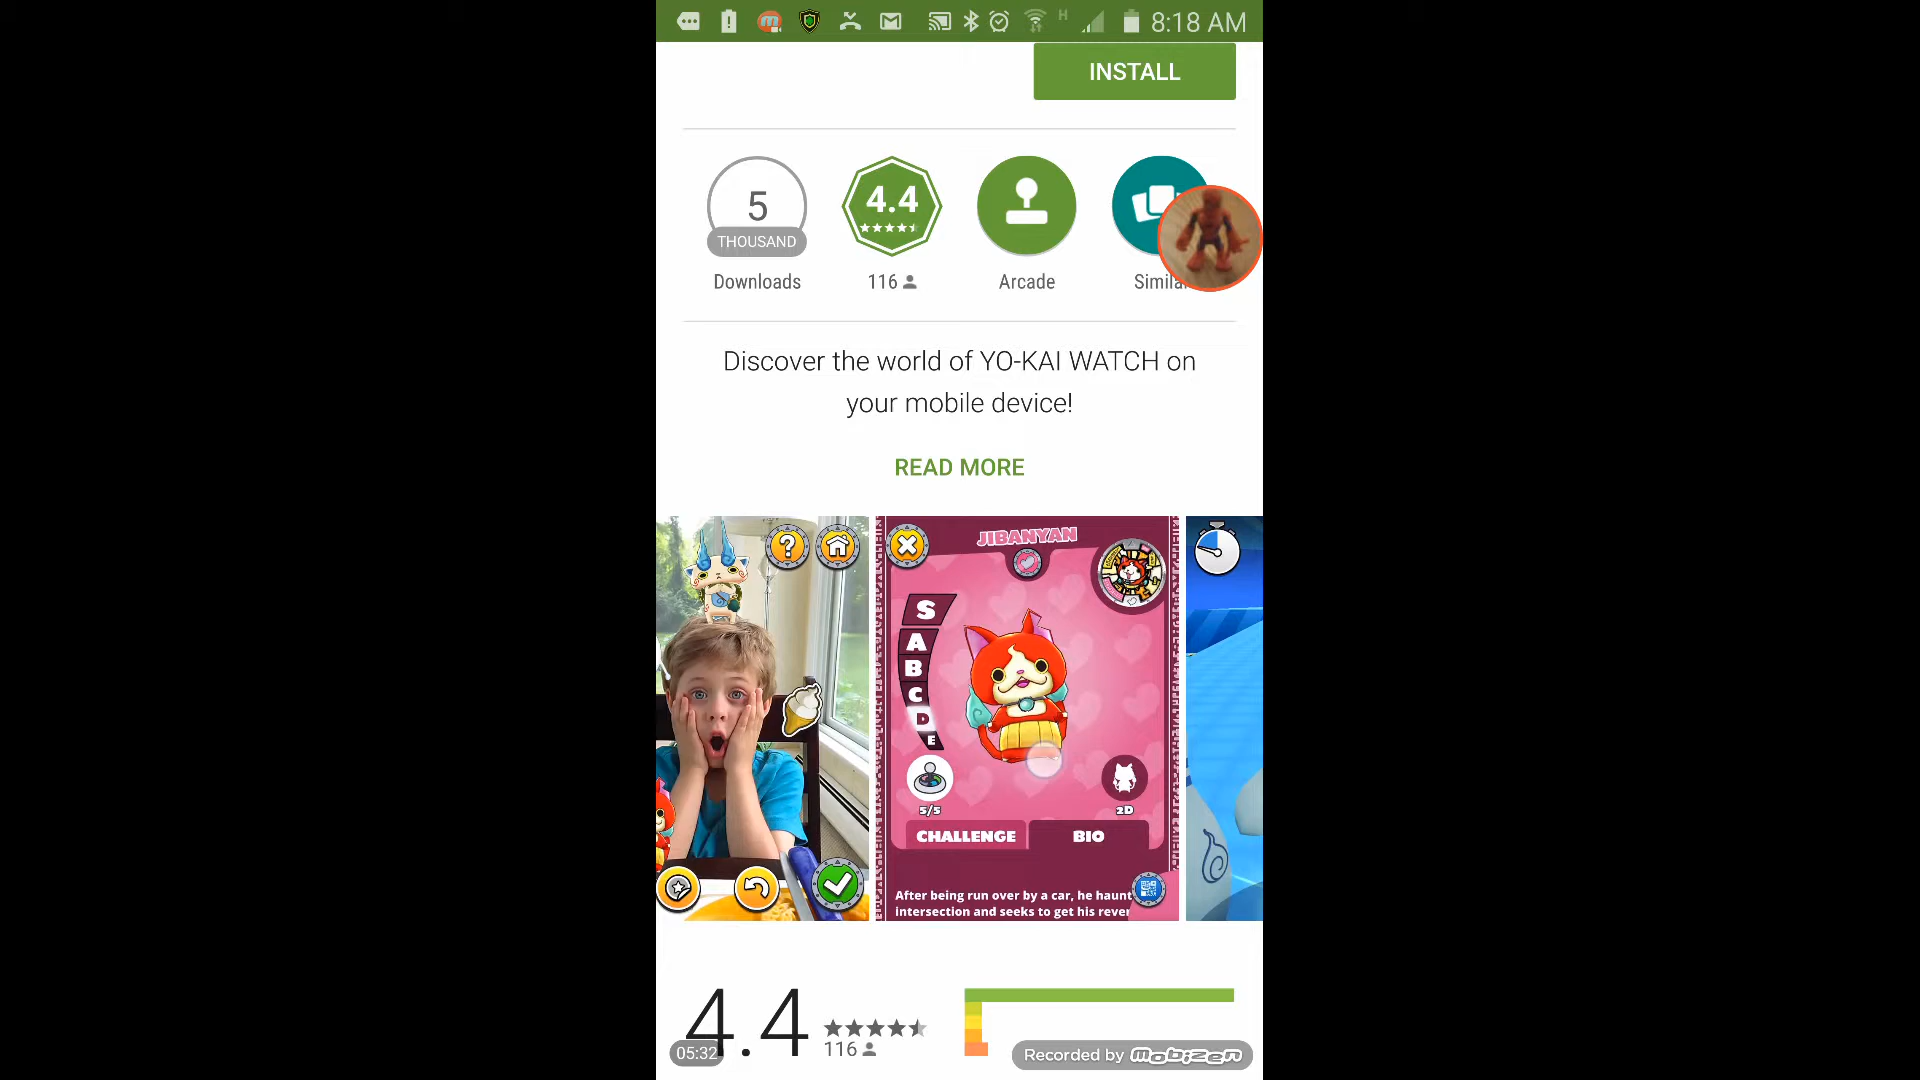 H 8:18 AM
INSTALL
5
THOUSAND
Downloads
4.4
116
Arcade
Similar
Discover the world of YO-KAI WATCH on
your mobile device!
READ MORE
?
JIBANYAN
S
A
B
C
D
E
5/5
2D
CHALLENGE BIO
After being run over by a car, he haunt
intersection and seeks to get his rever
4.4
116
05:32
Recorded by Mobizen